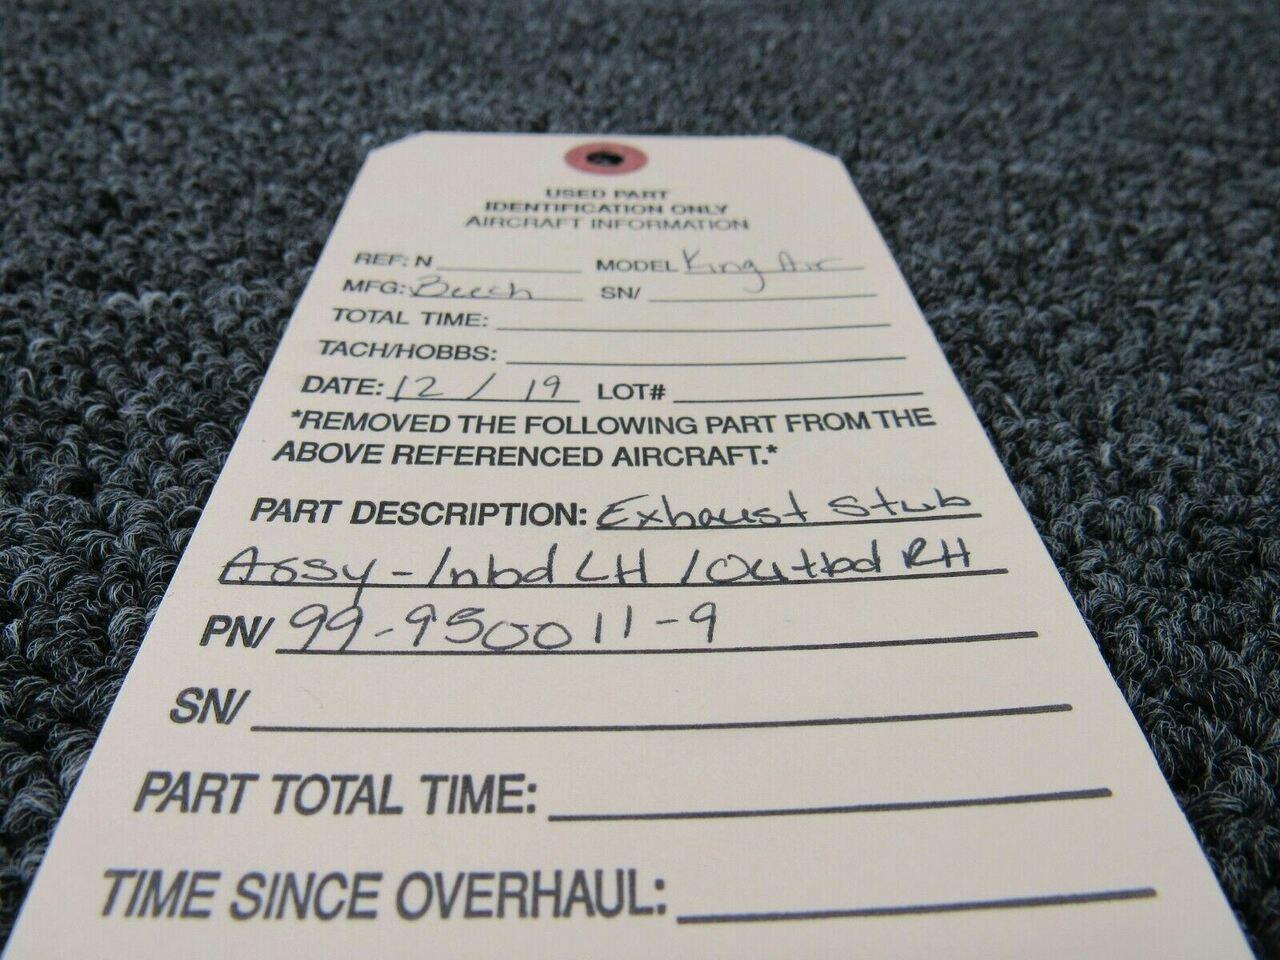 USED PART
IDENTIFICATION ONLY
AIRCRAFT INFORMATION
REF: N MODEL King Air
MFG: Beech SN/
TOTAL TIME:
TACH/HOBBS:
DATE: 12 / 19 LOT#
*REMOVED THE FOLLOWING PART FROM THE
ABOVE REFERENCED AIRCRAFT.*
PART DESCRIPTION: Exhaust Stub
Assy - Inbd LH / Outbd RH
PN/ 99-950011-9
SN/
PART TOTAL TIME:
TIME SINCE OVERHAUL: